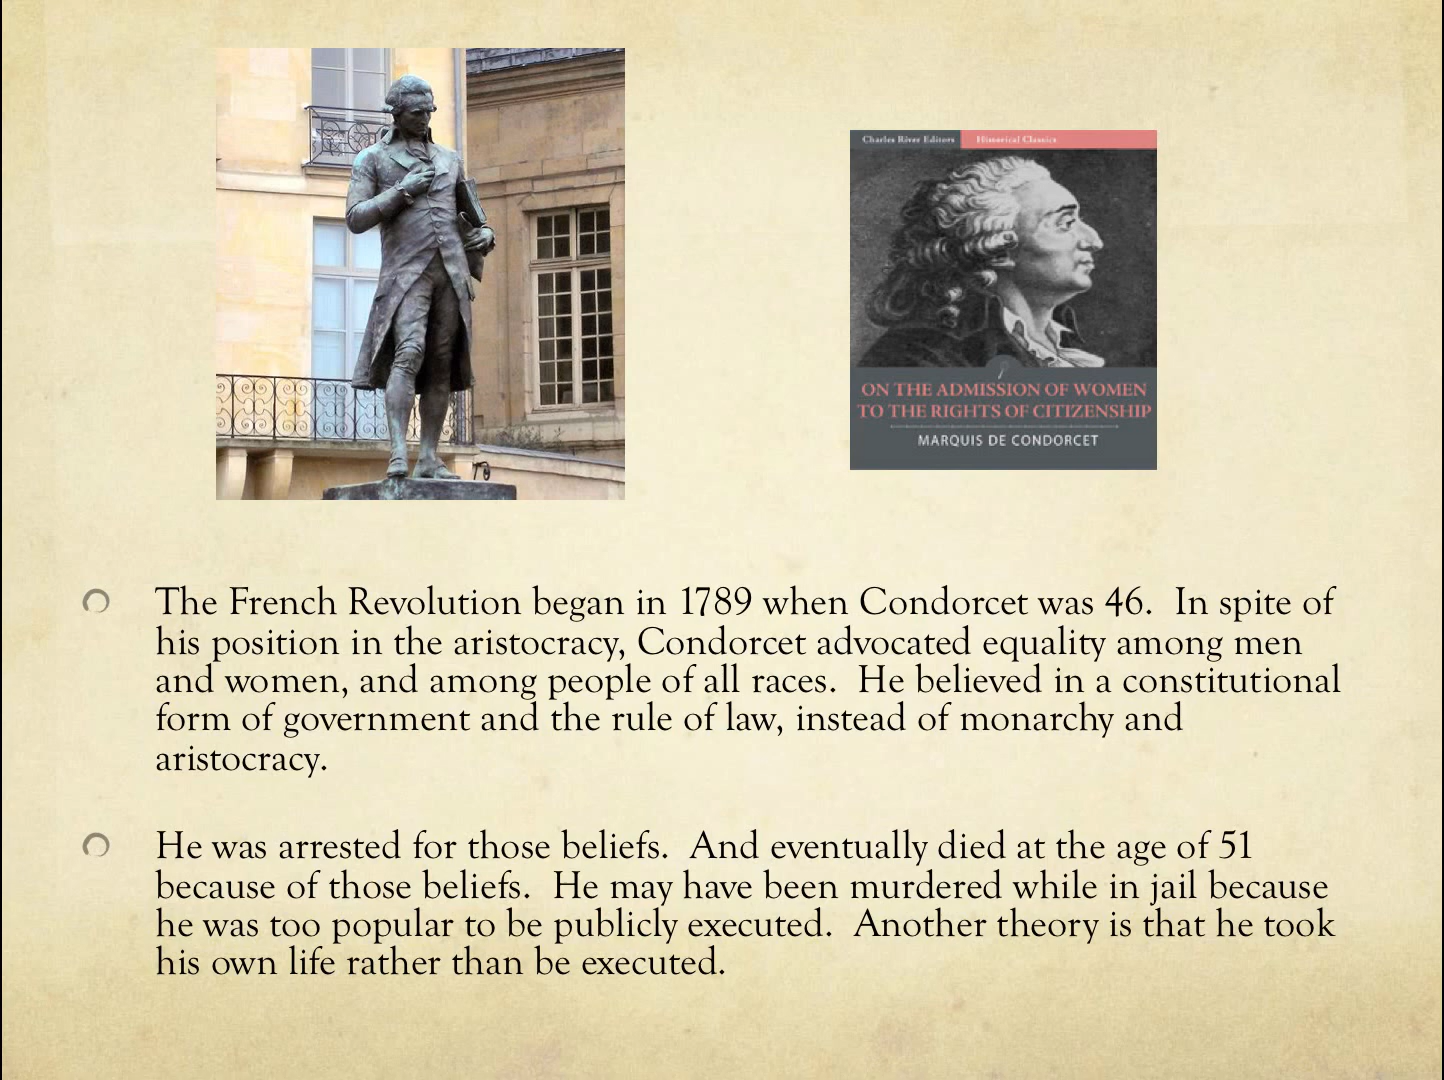 Charles River Editors Historical Classics
ON THE ADMISSION OF WOMEN
TO THE RIGHTS OF CITIZENSHIP
MARQUIS DE CONDORCET
The French Revolution began in 1789 when Condorcet was 46. In spite of
his position in the aristocracy, Condorcet advocated equality among men
and women, and among people of all races. He believed in a constitutional
form of government and the rule of law, instead of monarchy and
aristocracy.
He was arrested for those beliefs. And eventually died at the age of 51
because of those beliefs. He may have been murdered while in jail because
he was too popular to be publicly executed. Another theory is that he took
his own life rather than be executed.